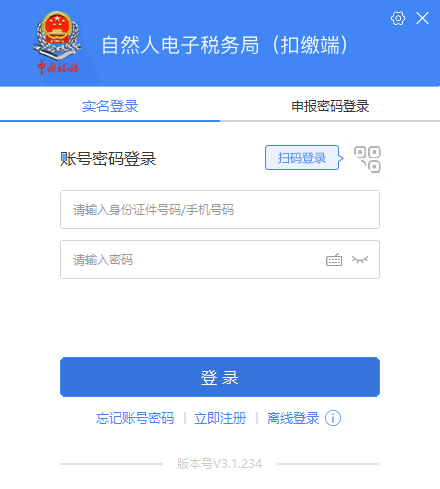 中国税务
自然人电子税务局（扣缴端）
实名登录
申报密码登录
账号密码登录
扫码登录
请输入身份证件号码/手机号码
请输入密码
登 录
忘记账号密码 | 立即注册 | 离线登录
版本号V3.1.234